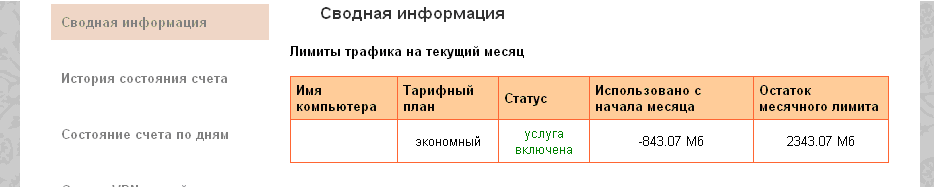 Сводная информация
История состояния счета
Состояние счета по дням
Сводная информация
Лимиты трафика на текущий месяц
Имя компьютера Тарифный план Статус Использовано с начала месяца Остаток месячного лимита
экономный услуга включена -843.07 Мб 2343.07 Мб